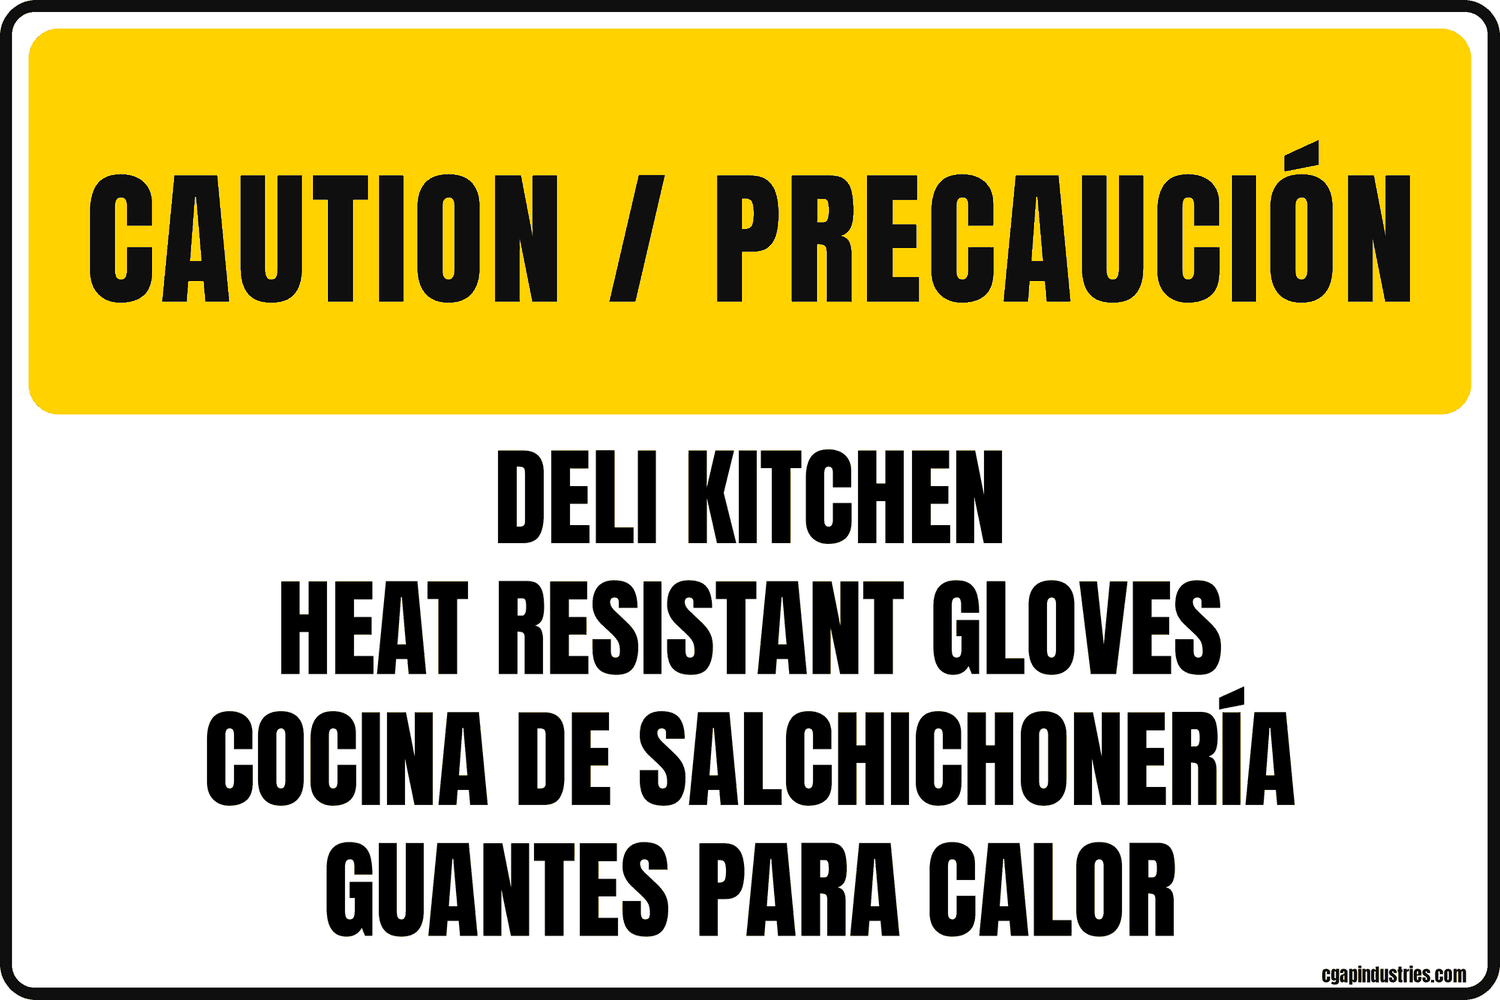 CAUTION / PRECAUCIÓN
DELI KITCHEN
HEAT RESISTANT GLOVES
COCINA DE SALCHICHONERÍA
GUANTES PARA CALOR
cgapindustries.com